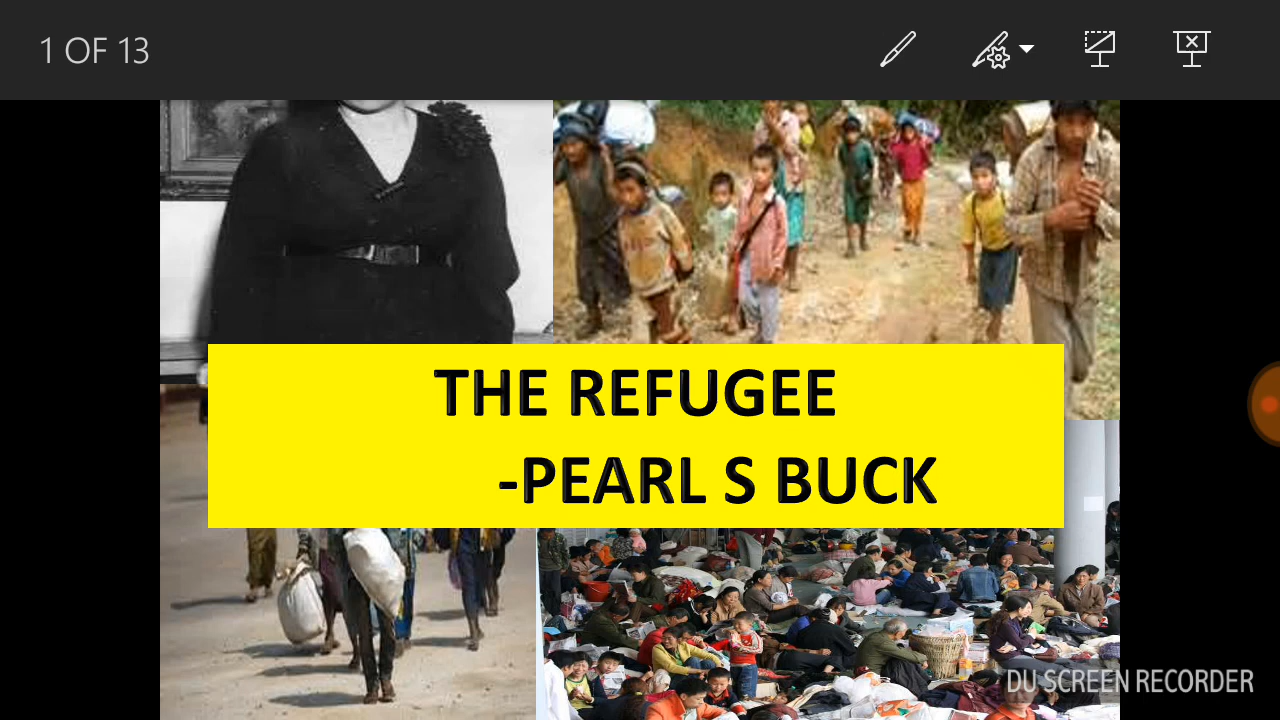 1 OF 13
THE REFUGEE
-PEARL S BUCK
DU SCREEN RECORDER